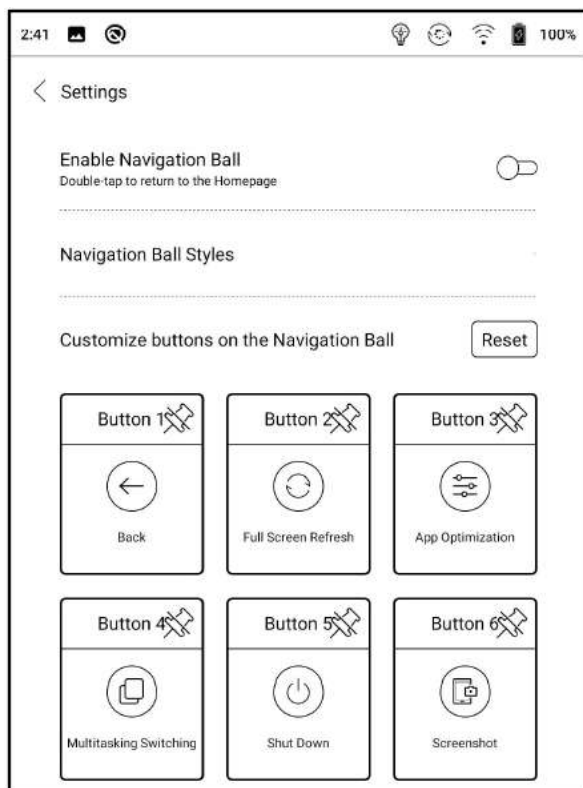 2:41 100%
Settings
Enable Navigation Ball
Double-tap to return to the Homepage
Navigation Ball Styles
Customize buttons on the Navigation Ball Reset
Button 1 Button 2 Button 3
Back Full Screen Refresh App Optimization
Button 4 Button 5 Button 6
Multitasking Switching Shut Down Screenshot